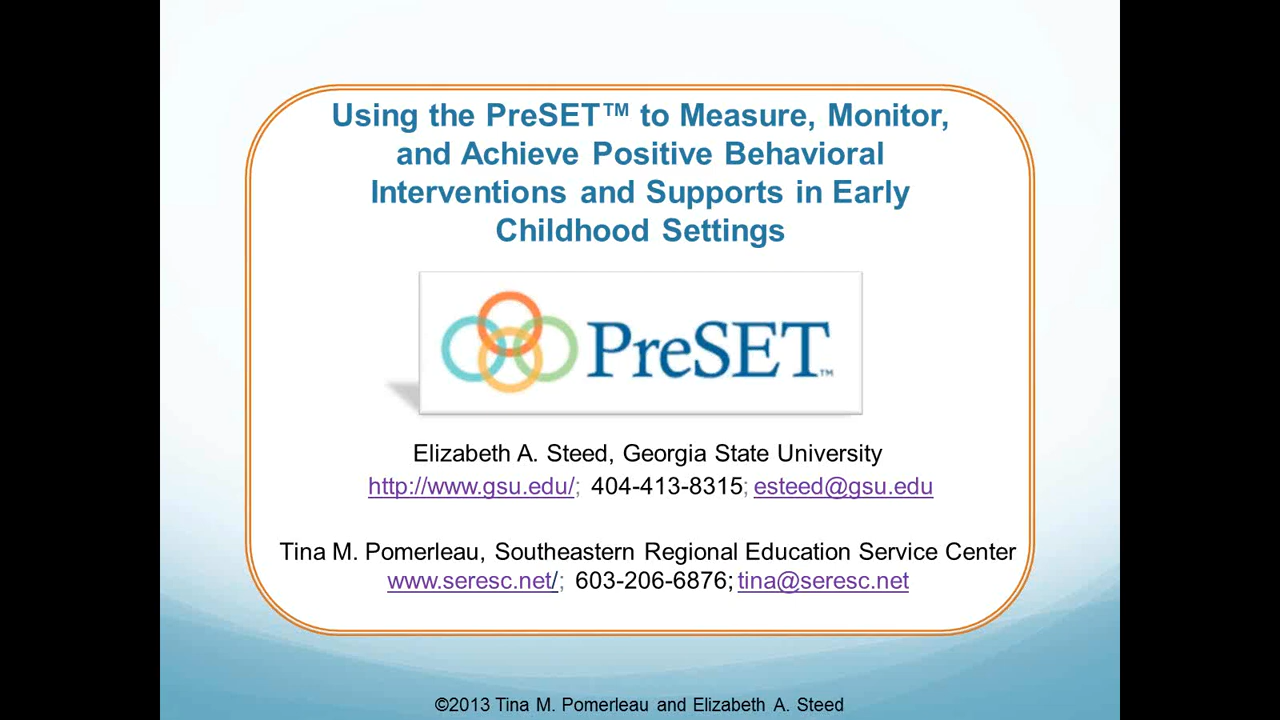 Using the PreSET™ to Measure, Monitor,
and Achieve Positive Behavioral
Interventions and Supports in Early
Childhood Settings
PreSET™
Elizabeth A. Steed, Georgia State University
http://www.gsu.edu/; 404-413-8315; esteed@gsu.edu
Tina M. Pomerleau, Southeastern Regional Education Service Center
www.seresc.net/; 603-206-6876; tina@seresc.net
©2013 Tina M. Pomerleau and Elizabeth A. Steed